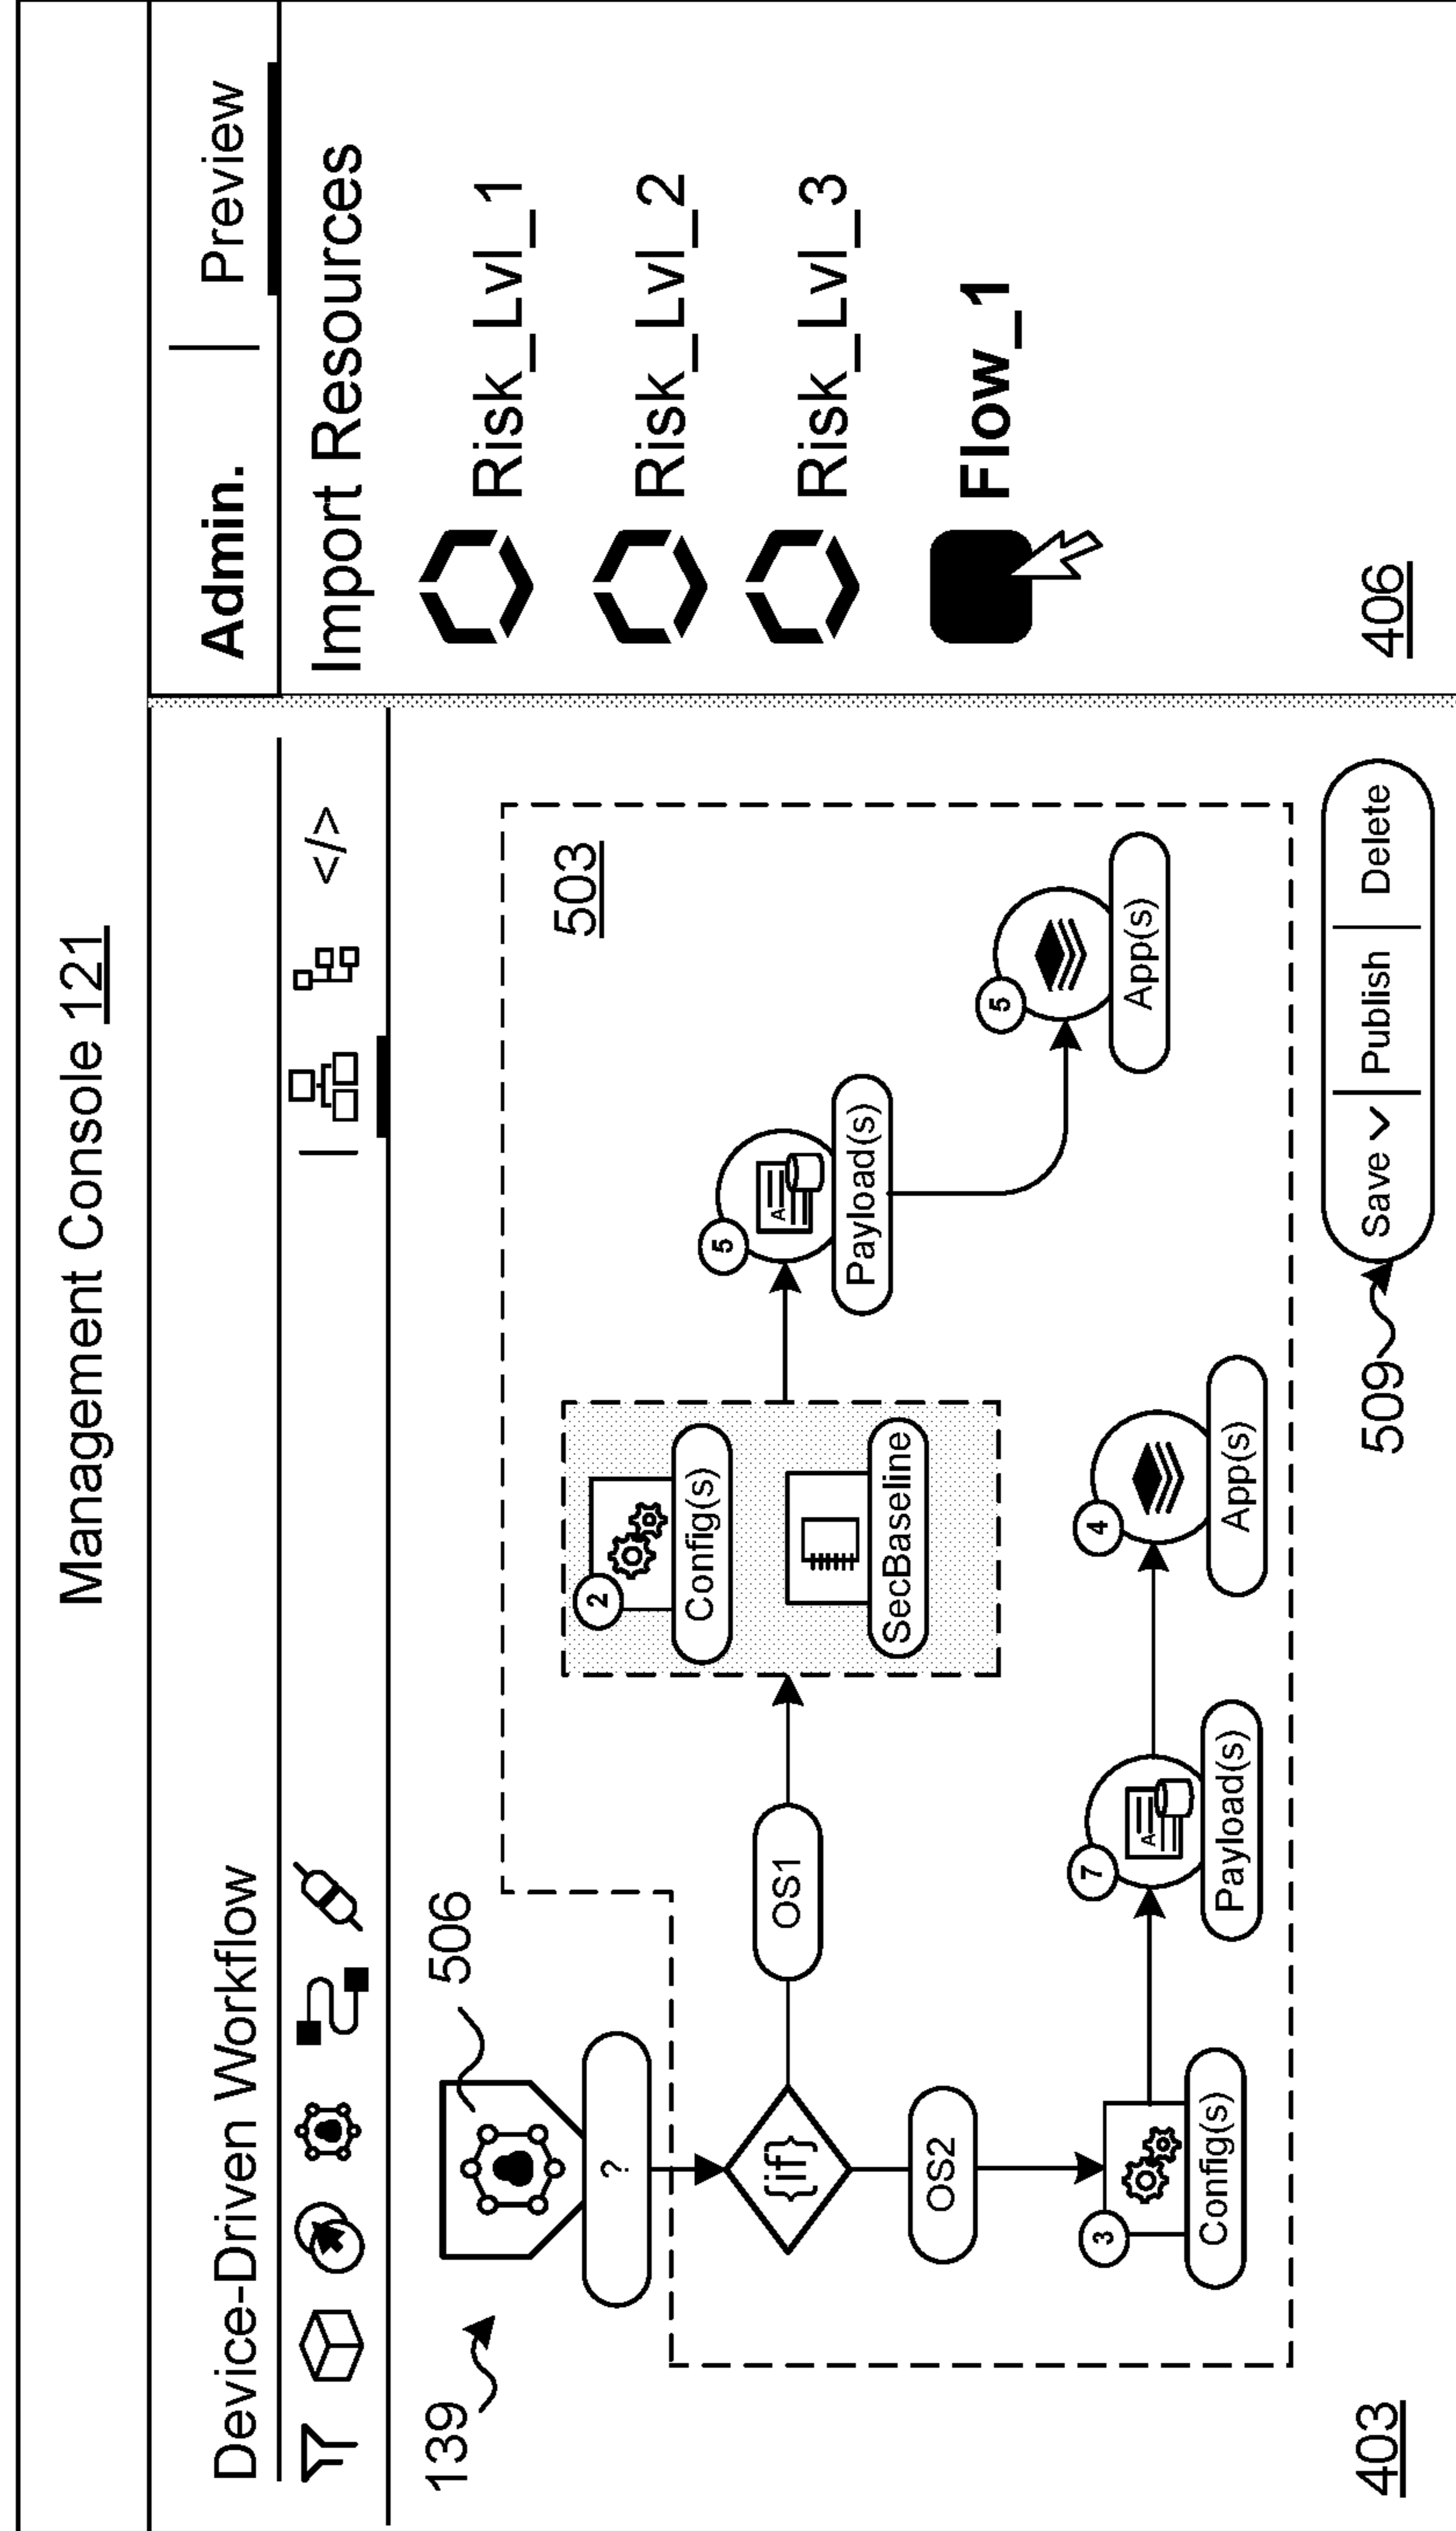 Management Console 121
Device-Driven Workflow
Admin. | Preview
</>
Import Resources
Risk_Lvl_1
Risk_Lvl_2
Risk_Lvl_3
Flow_1
406
139
506
?
503
{if}
OS1
2
Config(s)
SecBaseline
5
Payload(s)
5
App(s)
OS2
3
Config(s)
7
Payload(s)
4
App(s)
403
509
Save | Publish | Delete